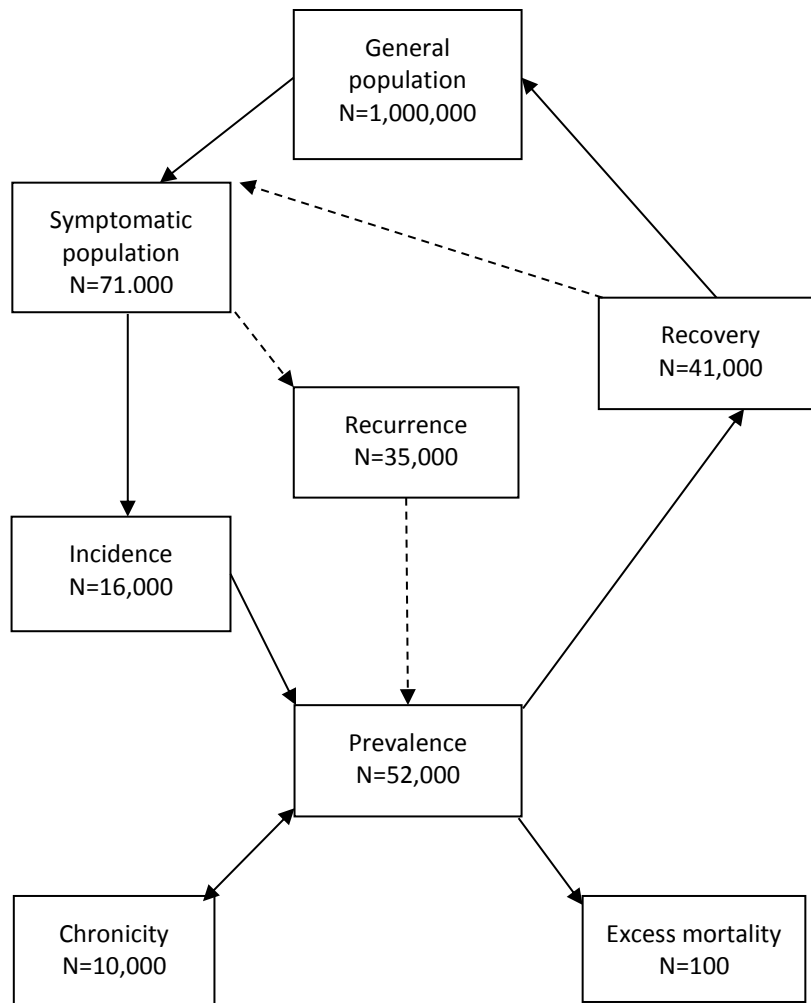 General
population
N=1,000,000
Symptomatic
population
N=71.000
Recovery
N=41,000
Recurrence
N=35,000
Incidence
N=16,000
Prevalence
N=52,000
Chronicity
N=10,000
Excess mortality
N=100